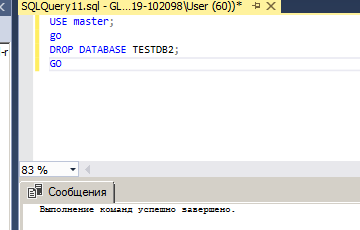 SQLQuery11.sql - GL...19-102098\User (60))*
USE master;
go
DROP DATABASE TESTDB2;
GO
83 %
Сообщения
Выполнение команд успешно завершено.